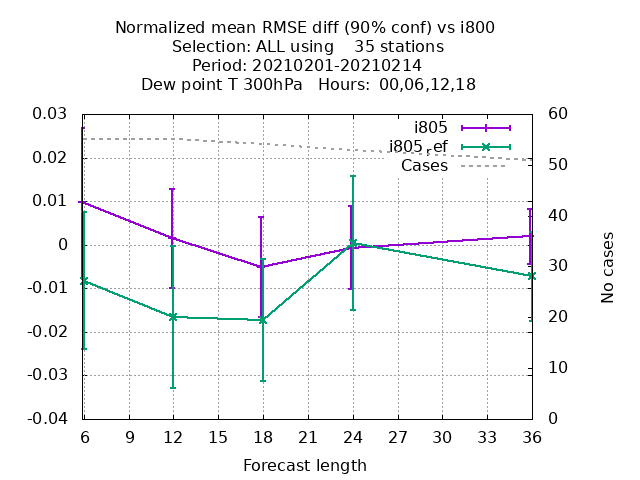 Normalized mean RMSE diff (90% conf) vs i800
Selection: ALL using    35 stations
Period: 20210201-20210214
Dew point T 300hPa   Hours:  00,06,12,18
0.03
0.02
0.01
0
-0.01
-0.02
-0.03
-0.04
60
50
40
30
20
10
0
i805
i805_ef
Cases
No cases
6 9 12 15 18 21 24 27 30 33 36
Forecast length